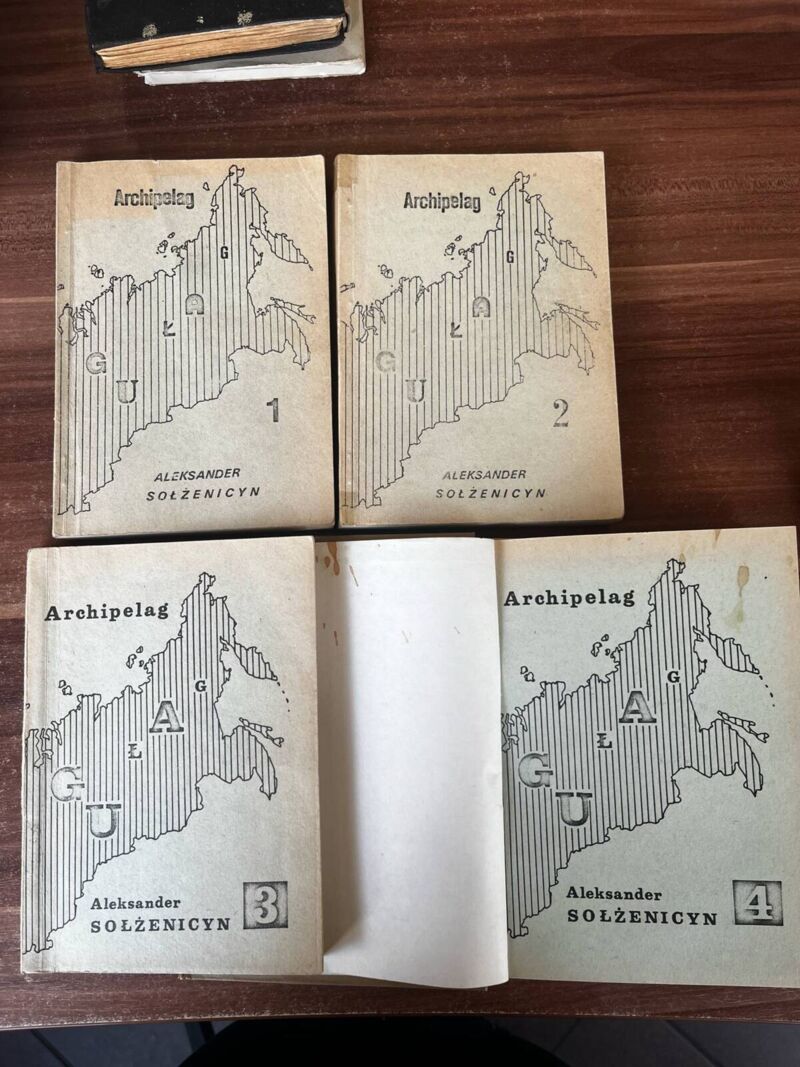 Archipelag
G
A
Ł
G
U
1
ALEKSANDER
SOŁŻENICYN
Archipelag
G
A
Ł
G
U
2
ALEKSANDER
SOŁŻENICYN
Archipelag
G
A
Ł
G
U
Aleksander
SOŁŻENICYN 3
Archipelag
G
A
Ł
G
U
Aleksander
SOŁŻENICYN 4